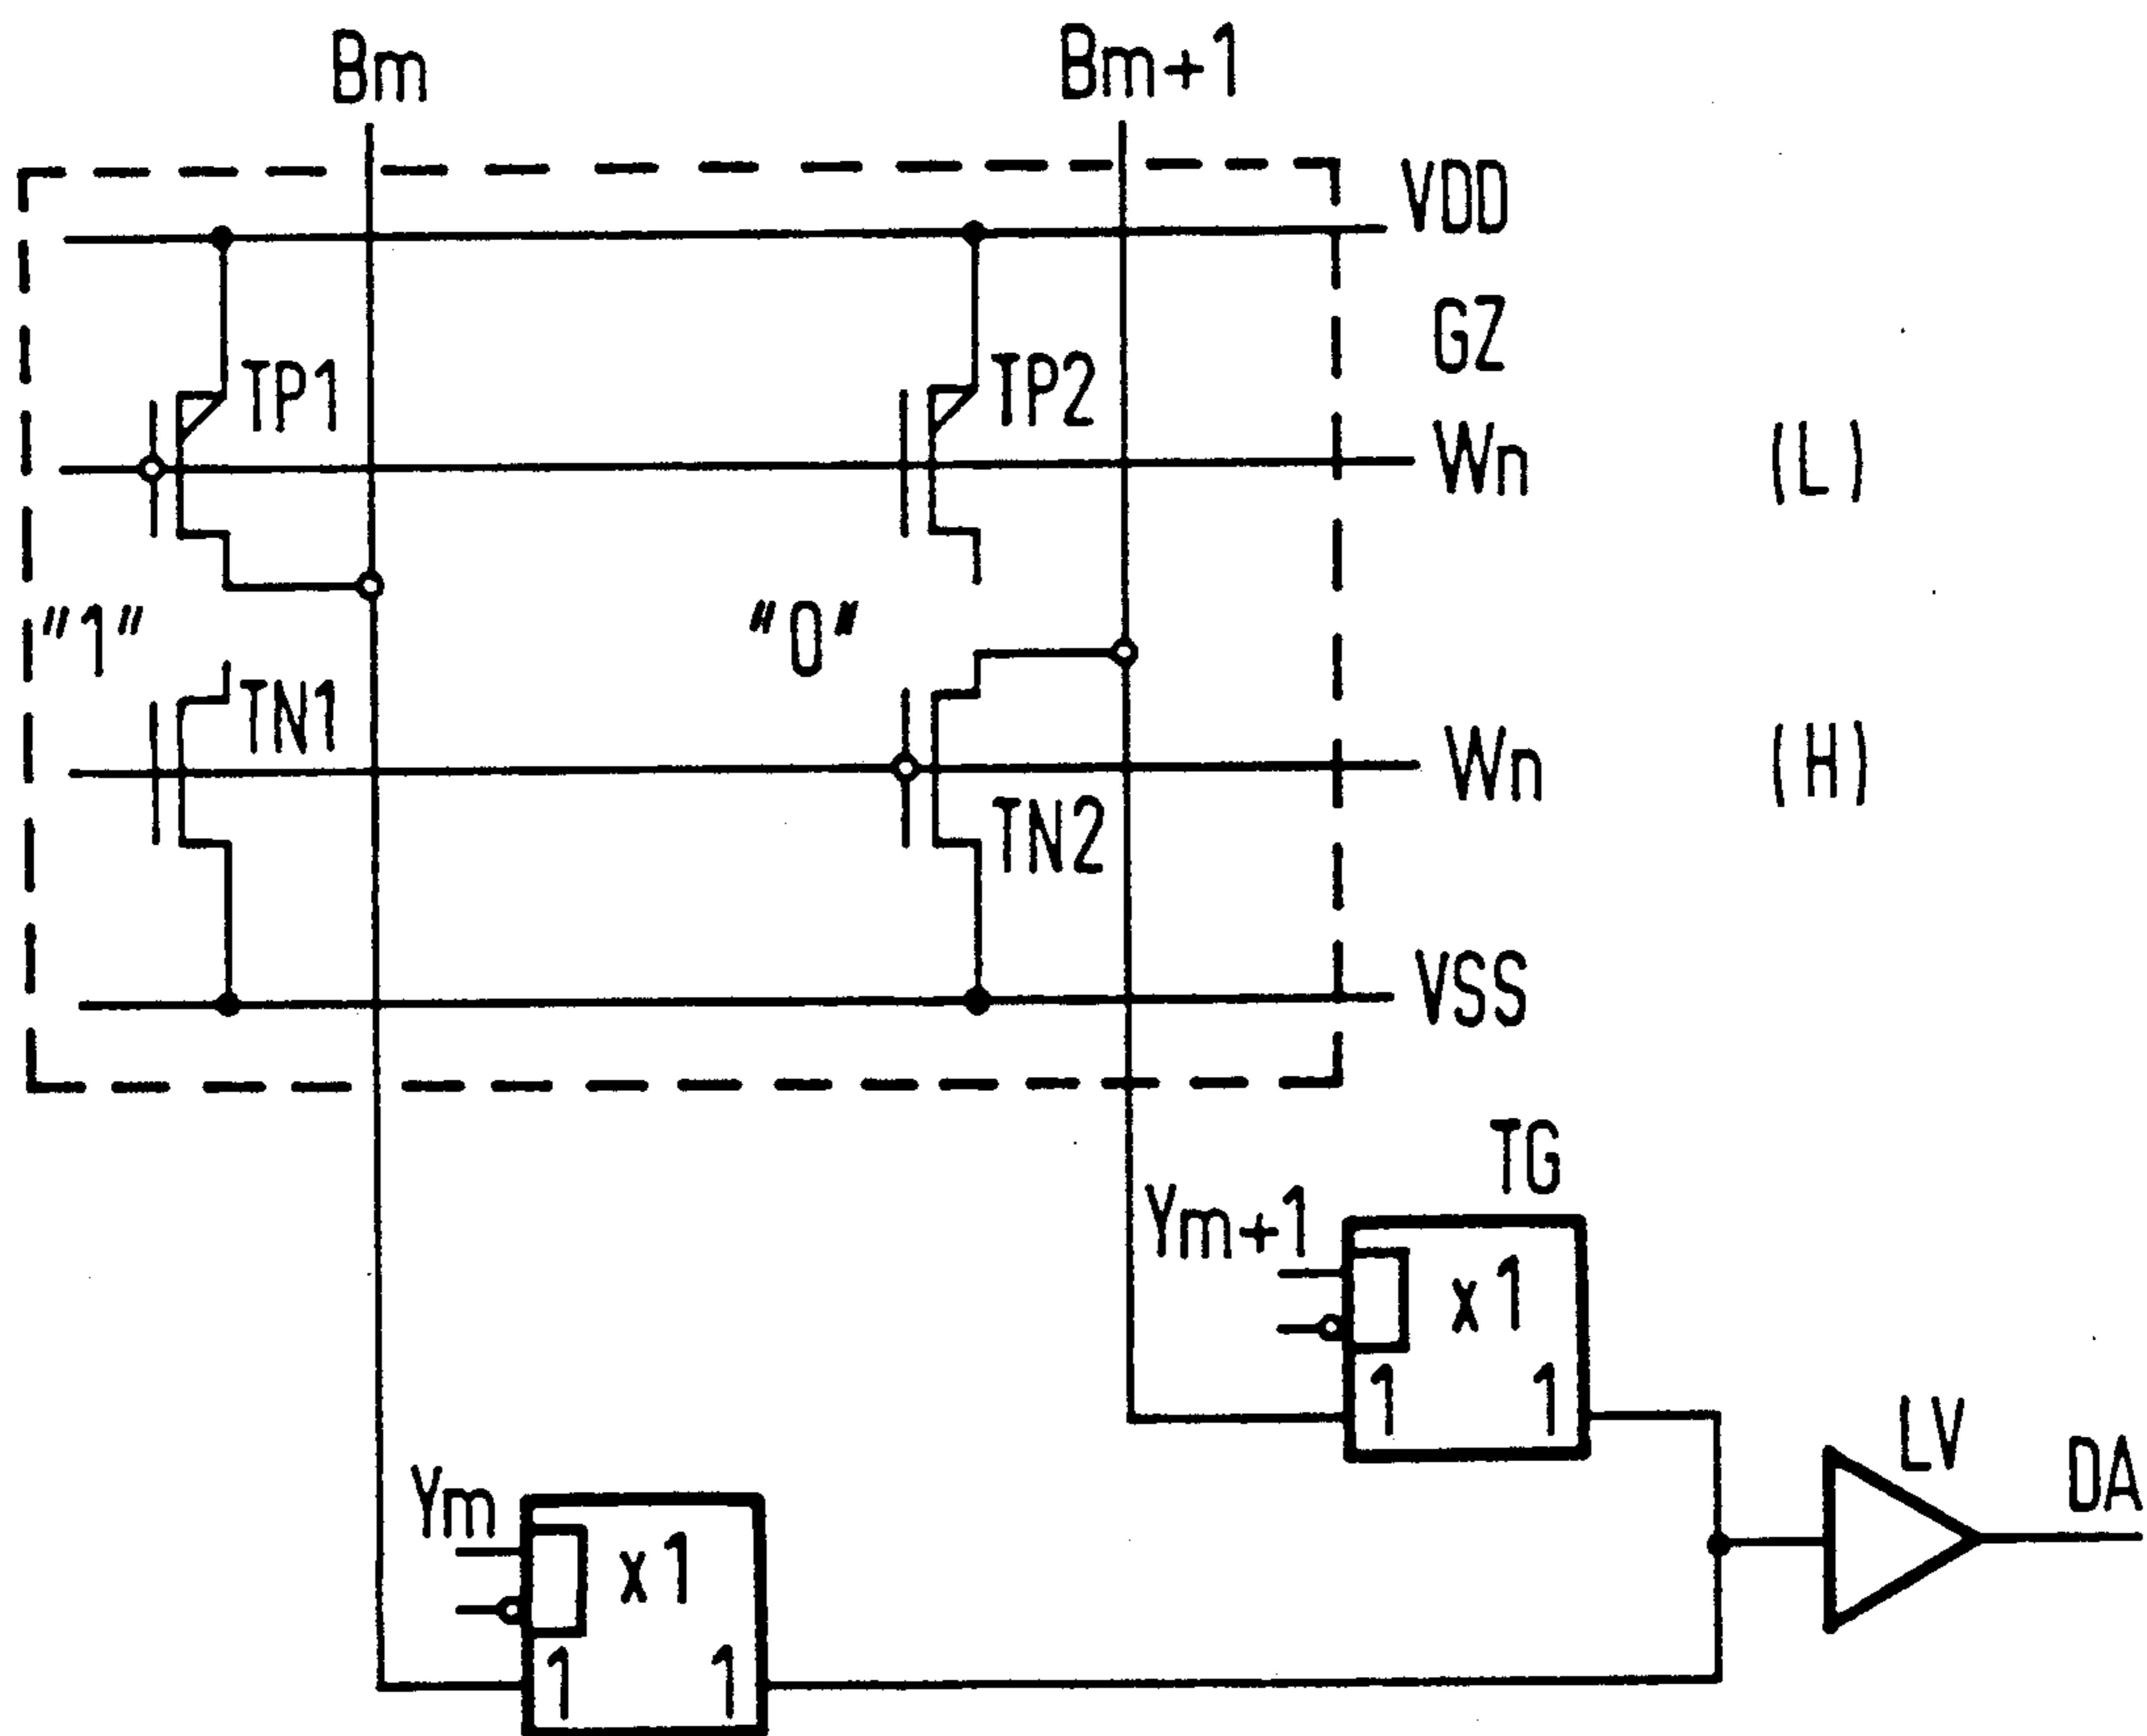 Bm Bm+1
VDD
GZ
TP1 TP2
Wn (L)
"1" "0"
TN1
Wn (H)
TN2
VSS
TG
Ym+1
x1
1 1
LV
DA
Ym
x1
1 1